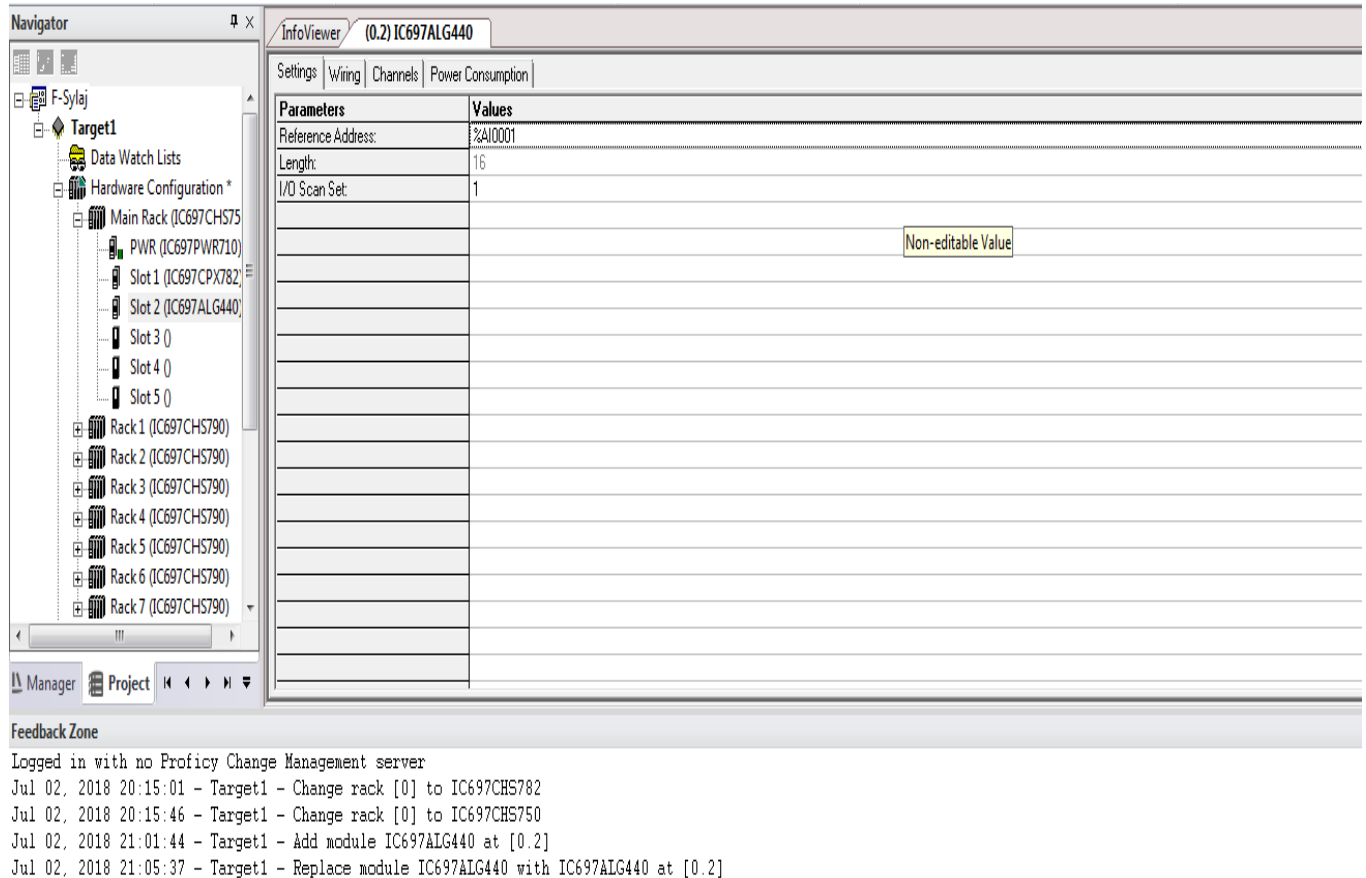 Navigator
F-Sylaj
Target1
Data Watch Lists
Hardware Configuration *
Main Rack (IC697CHS75
PWR (IC697PWR710)
Slot 1 (IC697CPX782)
Slot 2 (IC697ALG440)
Slot 3 ()
Slot 4 ()
Slot 5 ()
Rack 1 (IC697CHS790)
Rack 2 (IC697CHS790)
Rack 3 (IC697CHS790)
Rack 4 (IC697CHS790)
Rack 5 (IC697CHS790)
Rack 6 (IC697CHS790)
Rack 7 (IC697CHS790)
Manager Project
InfoViewer (0.2) IC697ALG440
Settings Wiring Channels Power Consumption
Parameters Values
Reference Address: %AI0001
Length: 16
I/O Scan Set: 1
Non-editable Value
Feedback Zone
Logged in with no Proficy Change Management server
Jul 02, 2018 20:15:01 - Target1 - Change rack [0] to IC697CHS782
Jul 02, 2018 20:15:46 - Target1 - Change rack [0] to IC697CHS750
Jul 02, 2018 21:01:44 - Target1 - Add module IC697ALG440 at [0.2]
Jul 02, 2018 21:05:37 - Target1 - Replace module IC697ALG440 with IC697ALG440 at [0.2]